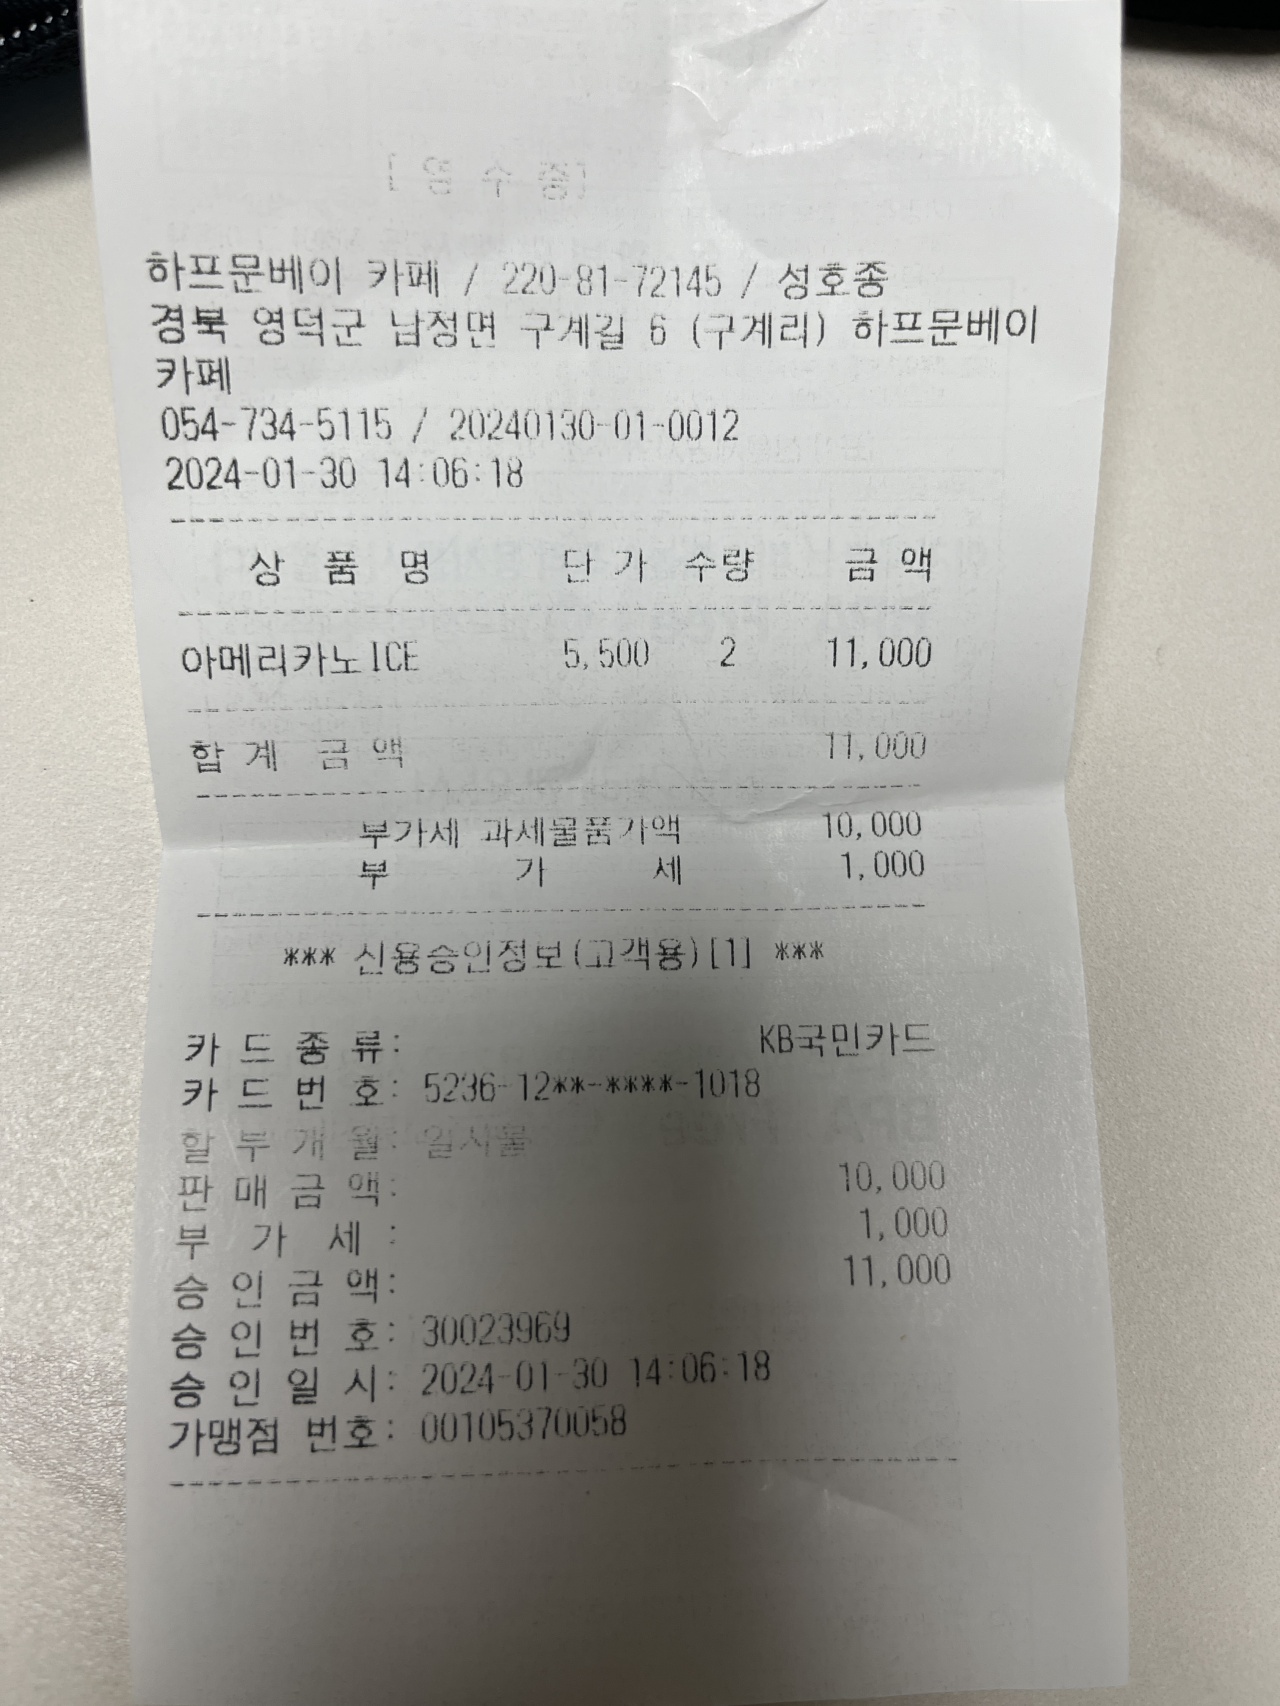 [영 수 증]
하프문베이 카페 / 220-81-72145 / 성호종
경북 영덕군 남정면 구계길 6 (구계리) 하프문베이
카페
054-734-5115 / 20240130-01-0012
2024-01-30 14:06:18
상 품 명 단 가 수량 금 액
아메리카노ICE 5,500 2 11,000
합 계 금 액 11,000
부가세 과세물품가액 10,000
부 가 세 1,000
*** 신용승인정보(고객용)[1] ***
카 드 종 류: KB국민카드
카 드 번 호: 5236-12**-****-1018
할 부 개 월: 일시불
판 매 금 액: 10,000
부 가 세 : 1,000
승 인 금 액: 11,000
승 인 번 호: 30023969
승 인 일 시: 2024-01-30 14:06:18
가맹점 번호: 00105370058